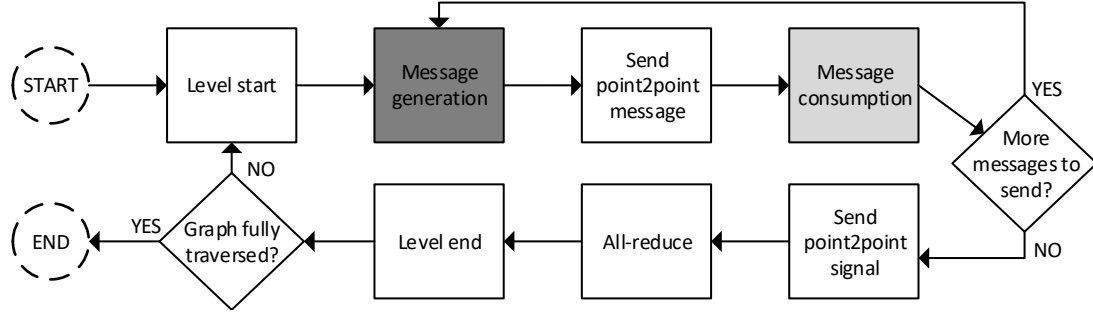 START
Level start
Message
generation
Send
point2point
message
Message
consumption
YES
More
messages to
send?
NO
NO
END
YES
Graph fully
traversed?
Level end
All-reduce
Send
point2point
signal